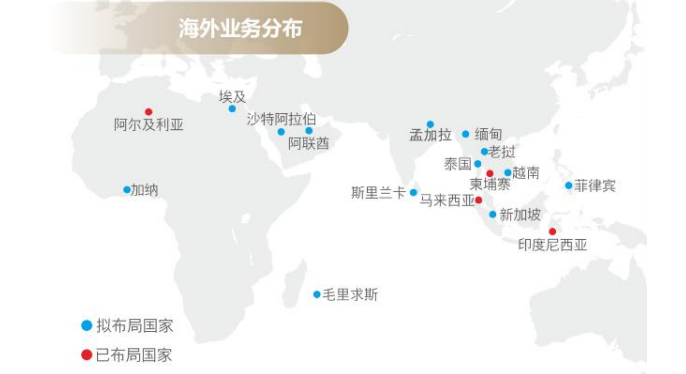 海外业务分布
埃及
阿尔及利亚
沙特阿拉伯
阿联酋
孟加拉
缅甸
老挝
泰国
越南
柬埔寨
菲律宾
加纳
斯里兰卡
马来西亚
新加坡
印度尼西亚
毛里求斯
拟布局国家
已布局国家